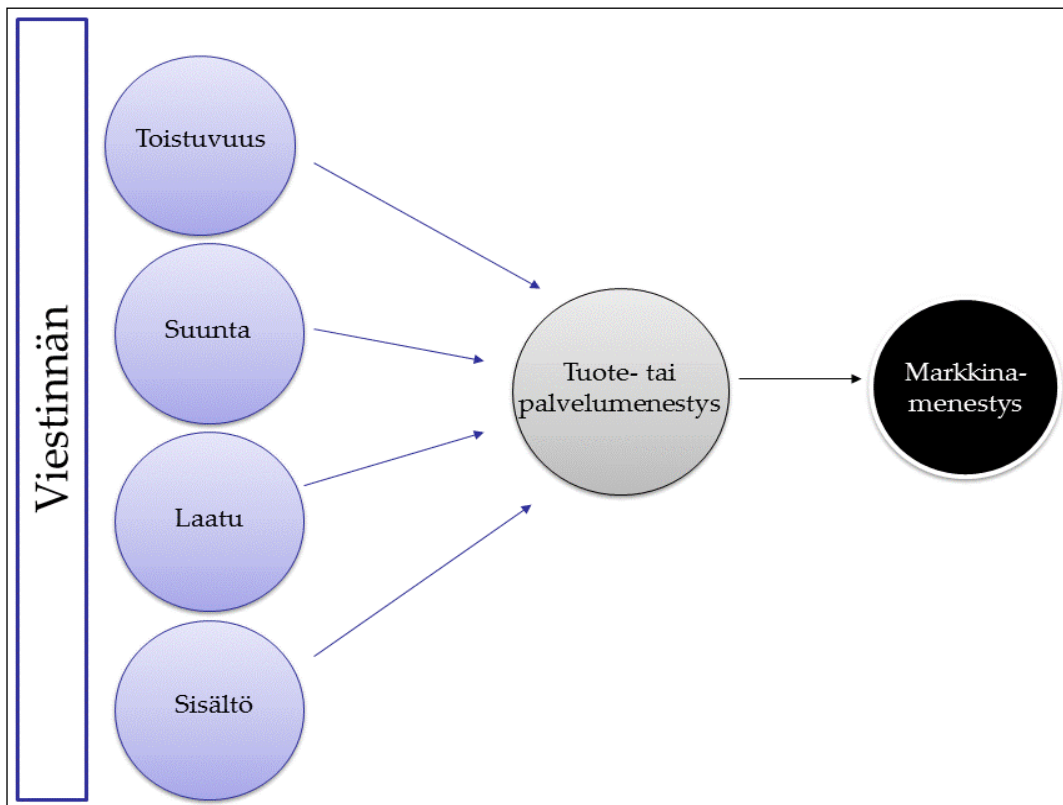 Viestinnän
Toistuvuus
Suunta
Laatu
Sisältö
Tuote- tai
palvelumenestys
Markkina-
menestys